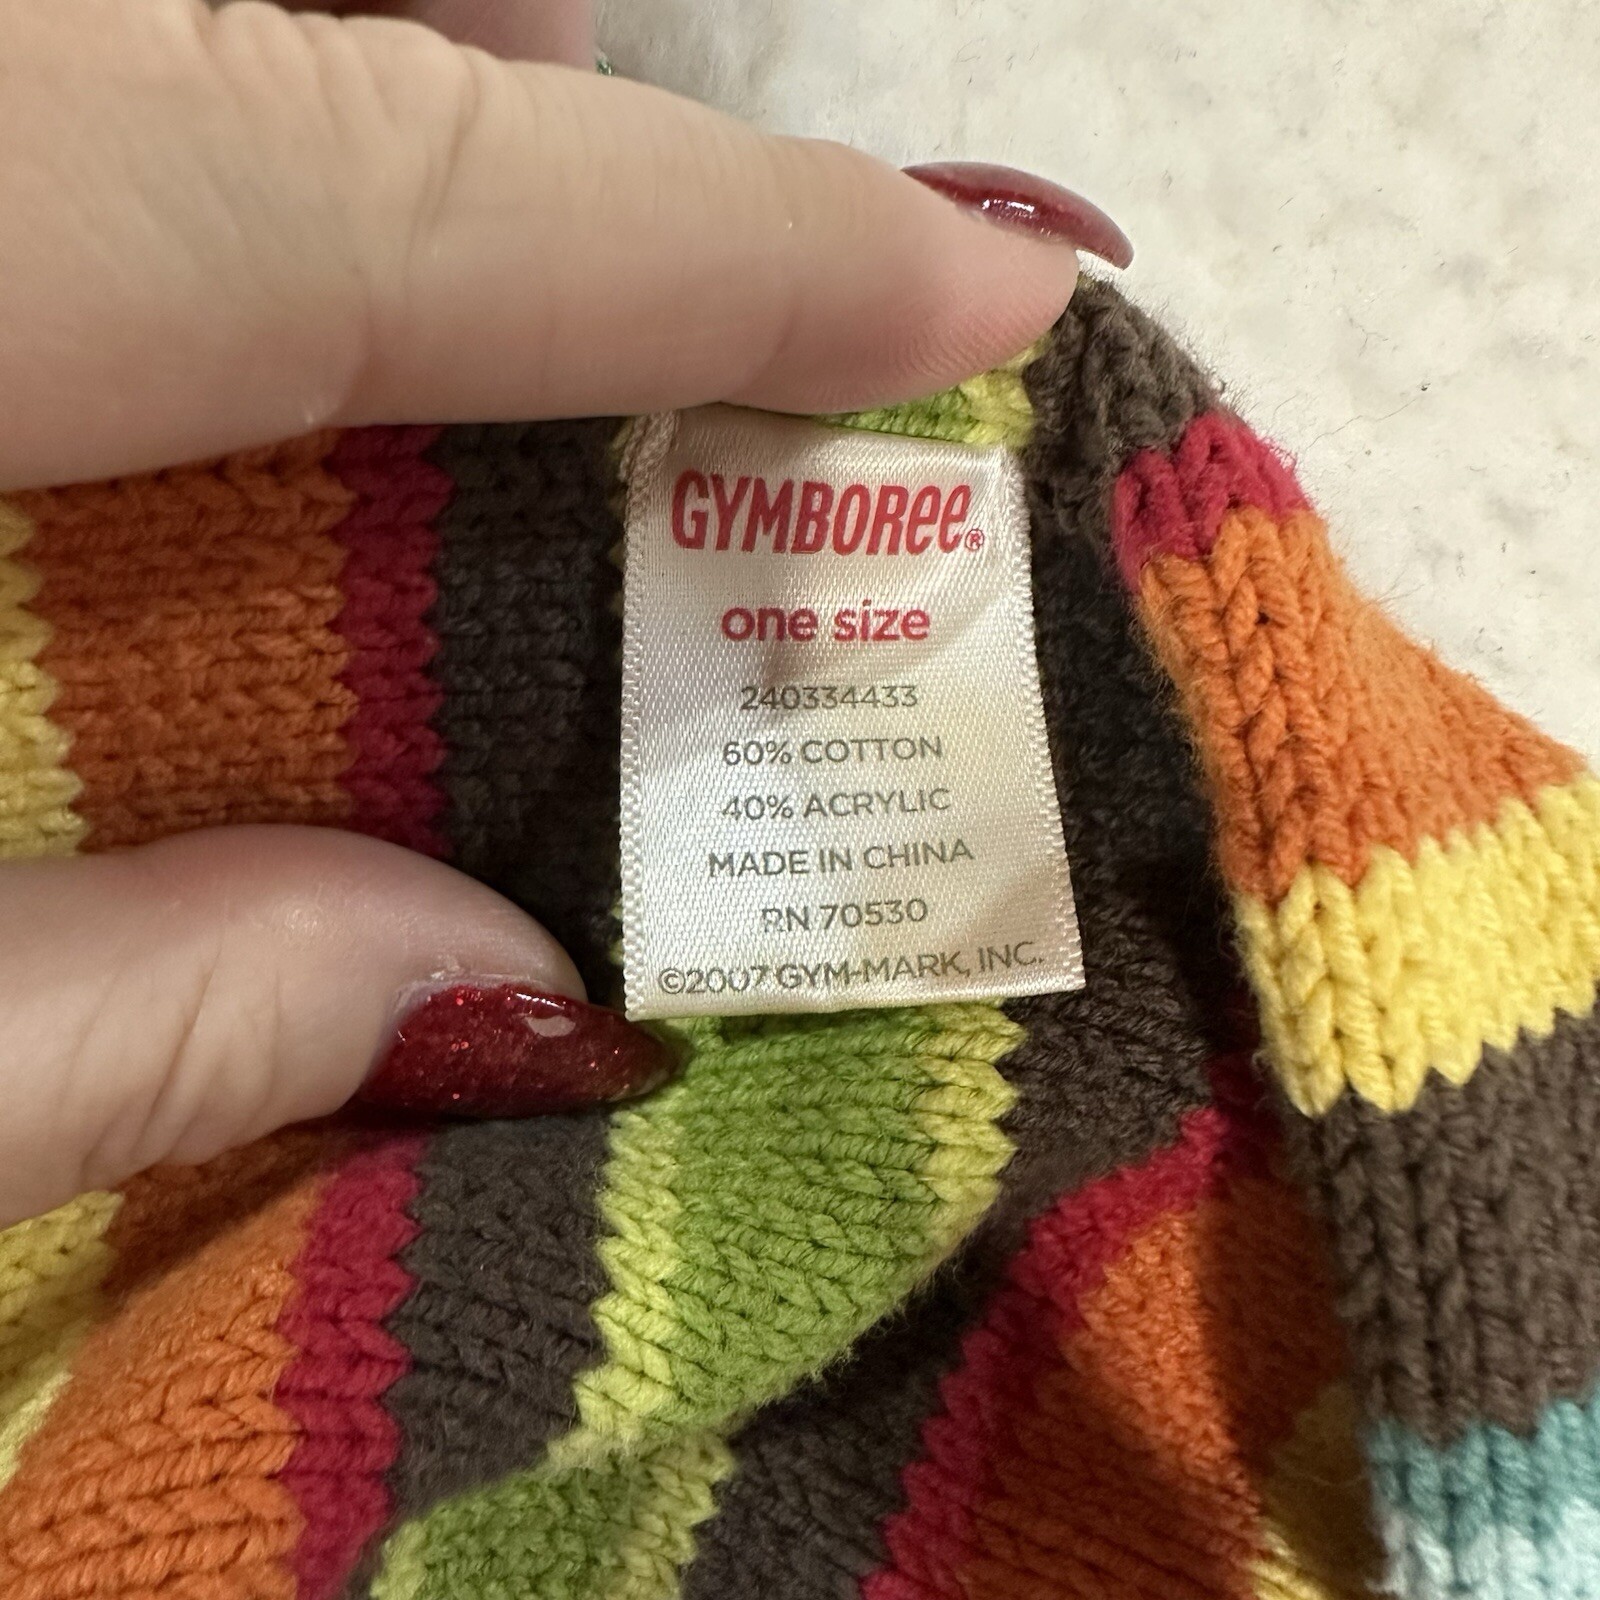 GYMBOREE®
one size
240334433
60% COTTON
40% ACRYLIC
MADE IN CHINA
RN 70530
©2007 GYM-MARK, INC.